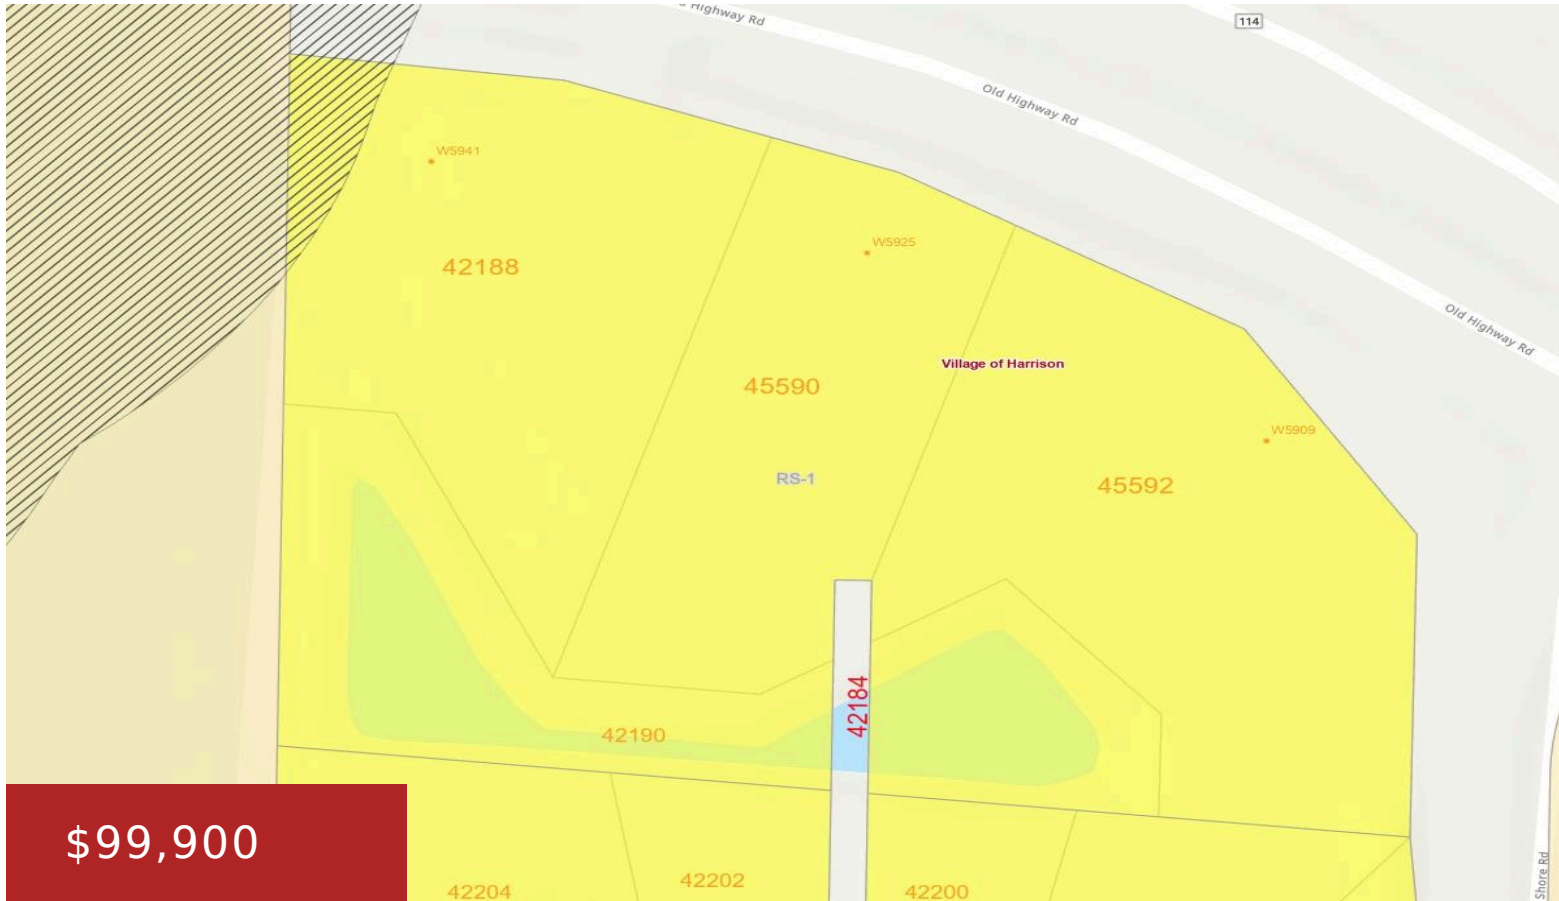 Highway Rd
114
Old Highway Rd
W5941
W5925
42188
Old Highway Rd
Village of Harrison
45590
W5909
RS-1
45592
42184
42190
$99,900
42204
42202
42200
Shore Rd